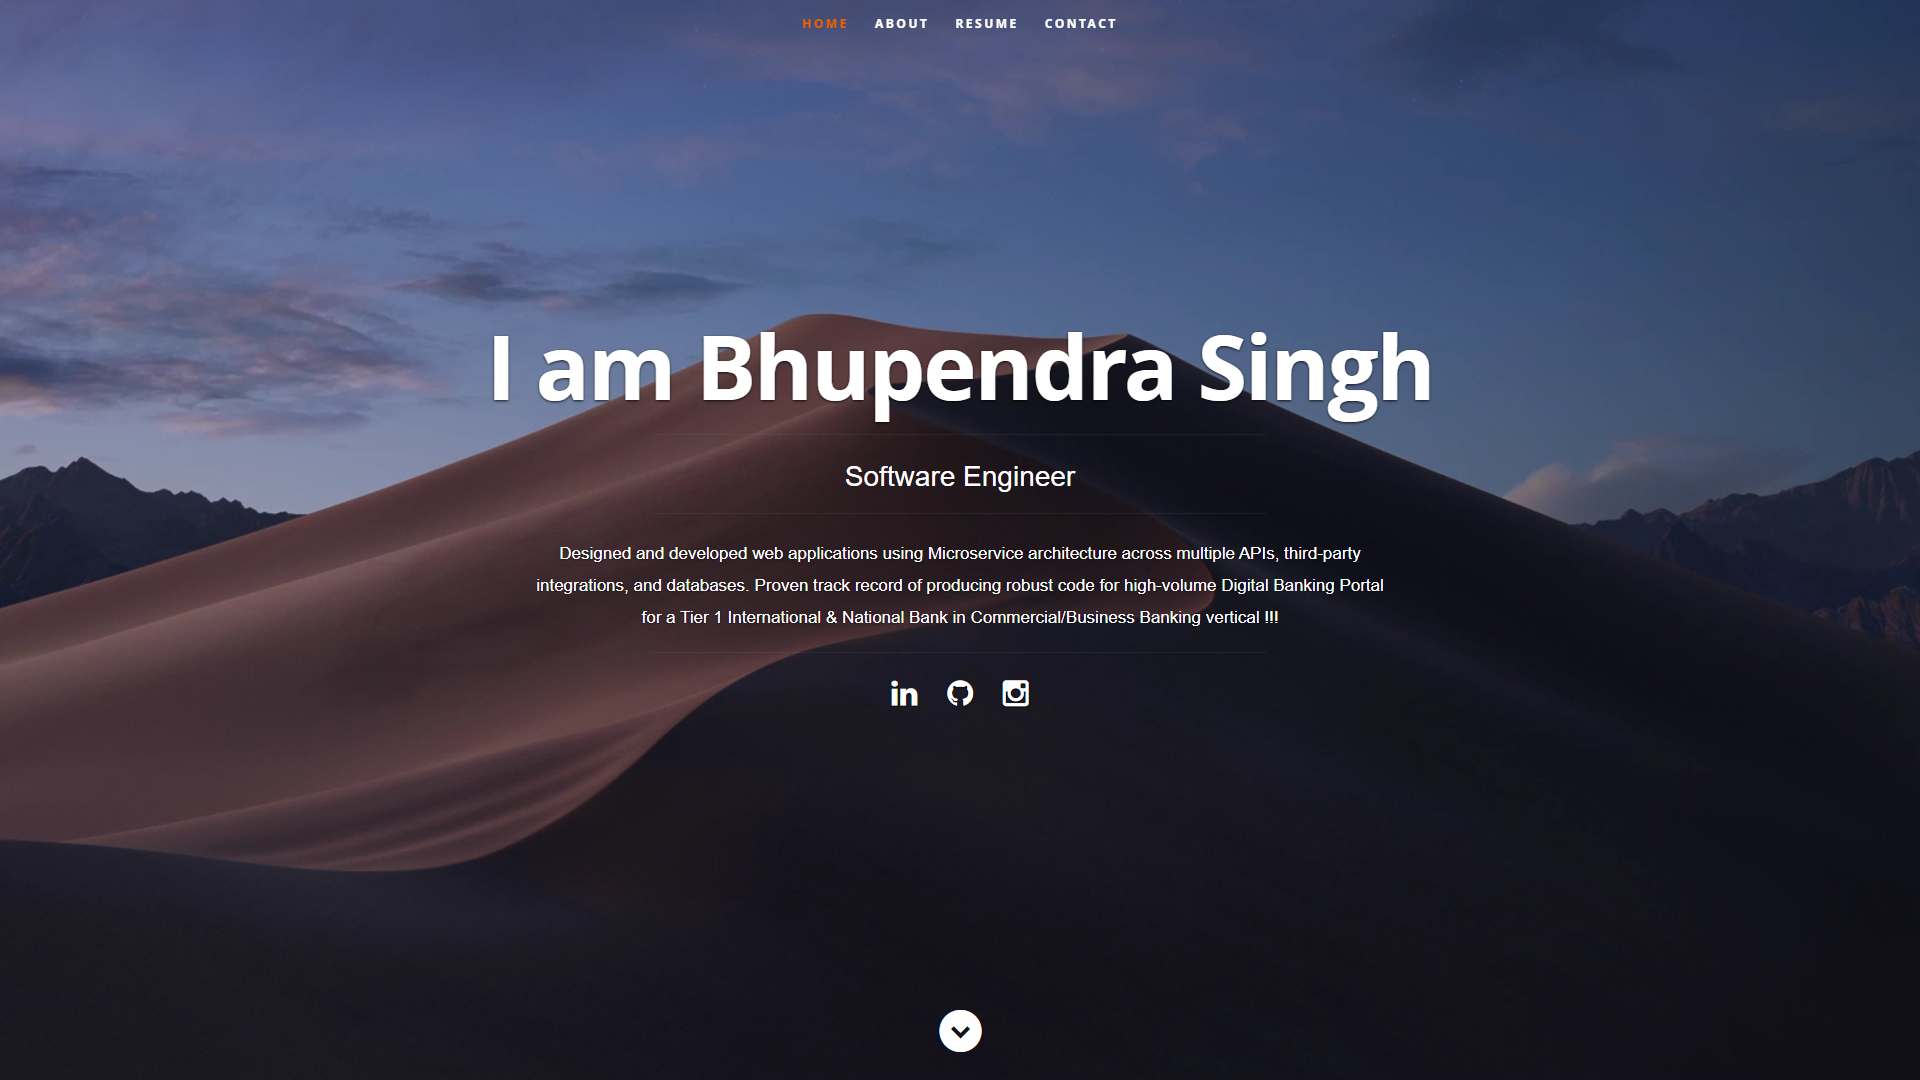 HOME ABOUT RESUME CONTACT
I am Bhupendra Singh
Software Engineer
Designed and developed web applications using Microservice architecture across multiple APIs, third-party
integrations, and databases. Proven track record of producing robust code for high-volume Digital Banking Portal
for a Tier 1 International & National Bank in Commercial/Business Banking vertical !!!